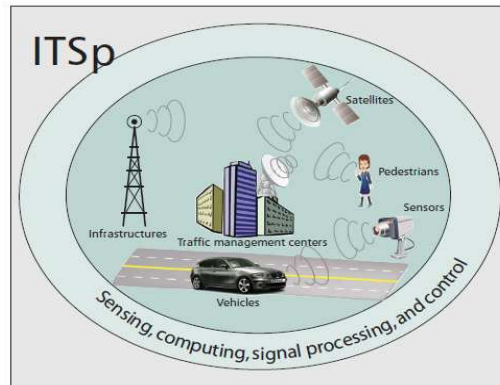 ITSp
Satellites
Pedestrians
Sensors
Infrastructures
Traffic management centers
Vehicles
Sensing, computing, signal processing, and control